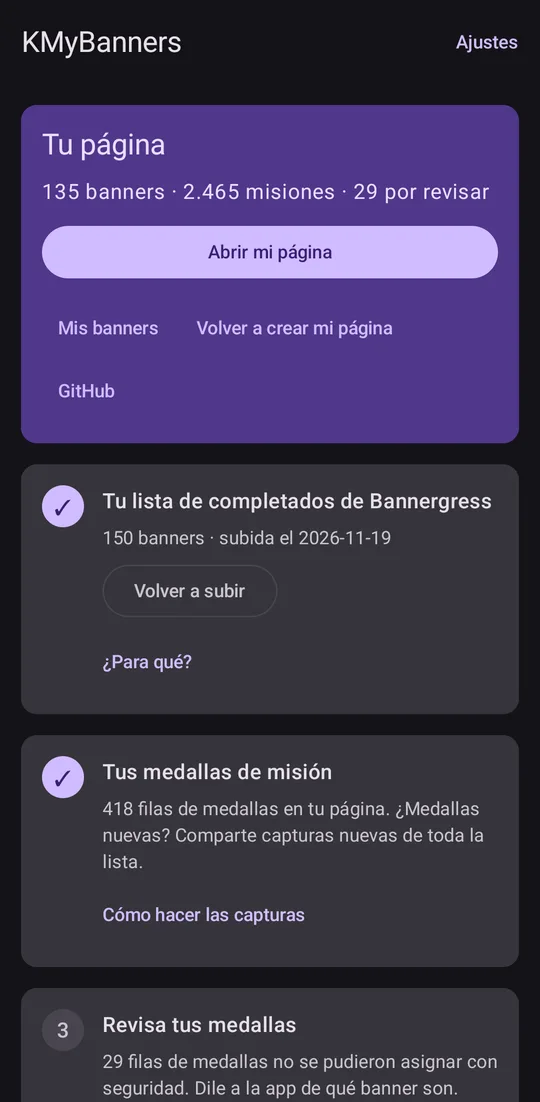 KMyBanners
Ajustes
Tu página
135 banners · 2.465 misiones · 29 por revisar
Abrir mi página
Mis banners
Volver a crear mi página
GitHub
✓
Tu lista de completados de Bannergress
150 banners · subida el 2026-11-19
Volver a subir
¿Para qué?
✓
Tus medallas de misión
418 filas de medallas en tu página. ¿Medallas
nuevas? Comparte capturas nuevas de toda la
lista.
Cómo hacer las capturas
3
Revisa tus medallas
29 filas de medallas no se pudieron asignar con
seguridad. Dile a la app de qué banner son.